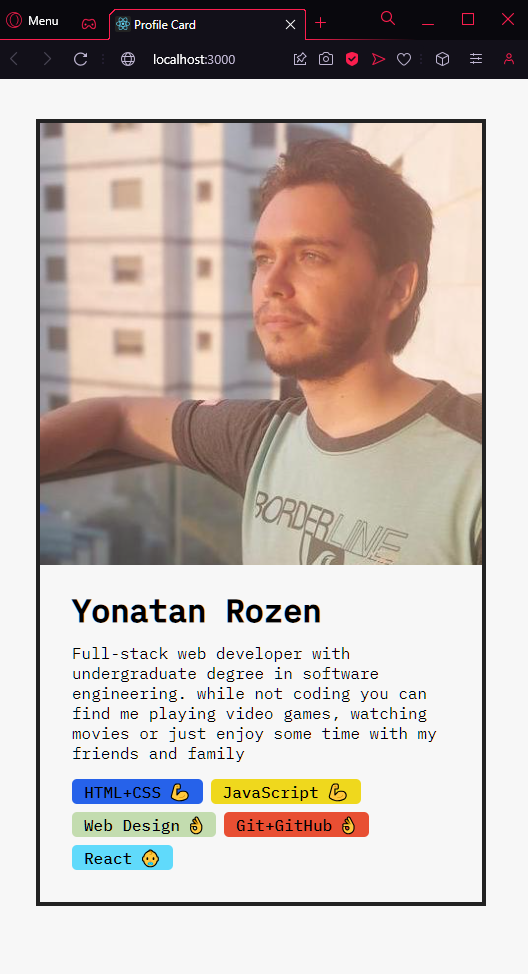 Menu
Profile Card
localhost:3000
BORDERLINE
Yonatan Rozen
Full-stack web developer with
undergraduate degree in software
engineering. while not coding you can
find me playing video games, watching
movies or just enjoy some time with my
friends and family
HTML+CSS 💪 JavaScript 💪
Web Design 👌 Git+GitHub 👌
React 👶